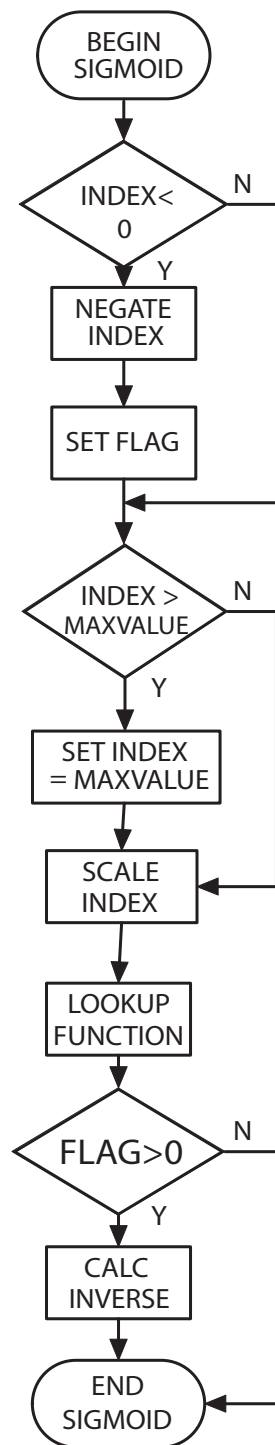 BEGIN
SIGMOID
INDEX<
0
N
Y
NEGATE
INDEX
SET FLAG
INDEX >
MAXVALUE
N
Y
SET INDEX
= MAXVALUE
SCALE
INDEX
LOOKUP
FUNCTION
FLAG>0
N
Y
CALC
INVERSE
END
SIGMOID